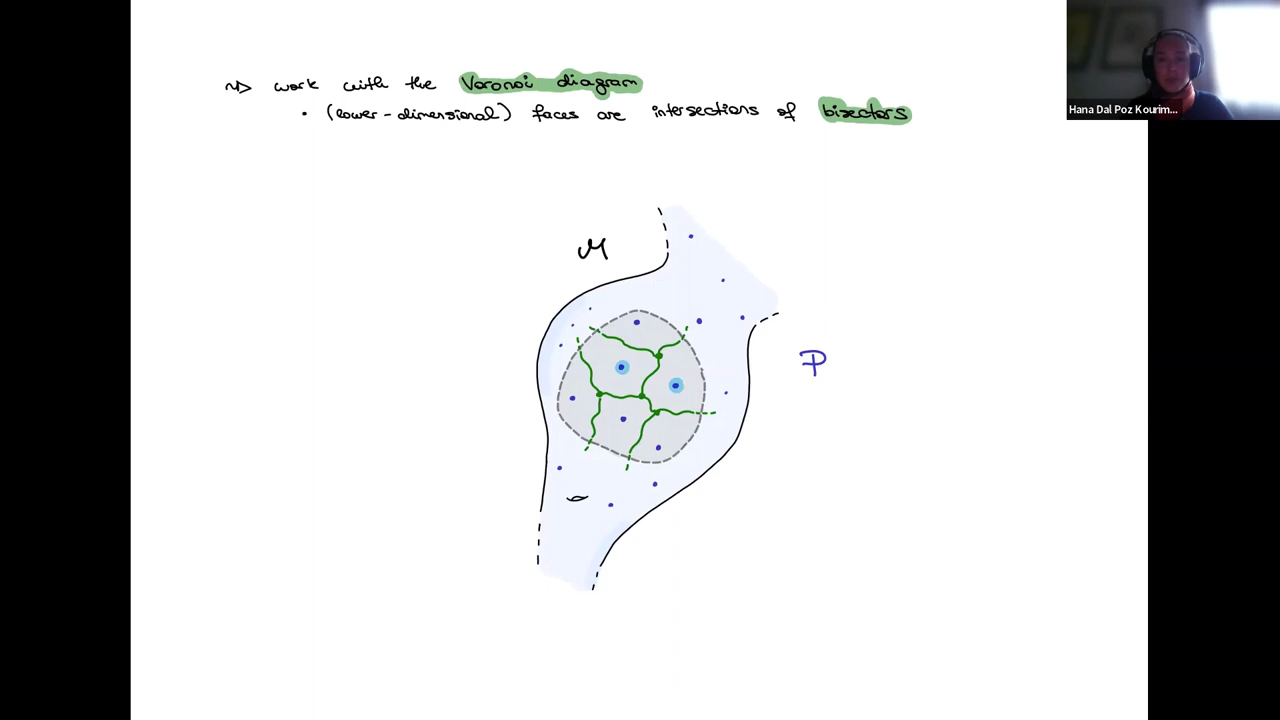 ⇝ work with the Voronoi diagram
• (lower-dimensional) faces are intersections of bisectors
M
P
Hana Dal Poz Kourim...